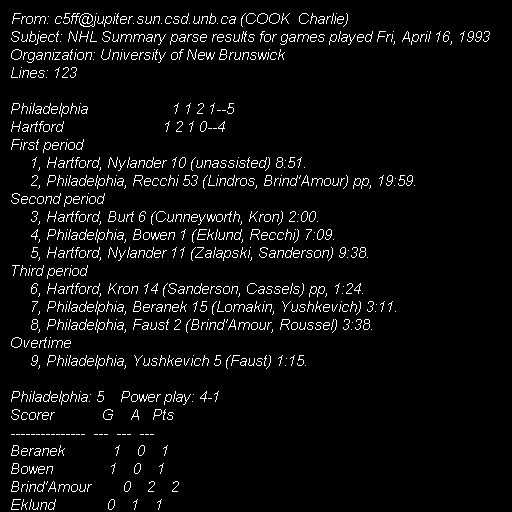 From: c5ff@jupiter.sun.csd.unb.ca (COOK  Charlie)
Subject: NHL Summary parse results for games played Fri, April 16, 1993
Organization: University of New Brunswick
Lines: 123

Philadelphia                     1 1 2 1--5
Hartford                         1 2 1 0--4
First period
     1, Hartford, Nylander 10 (unassisted) 8:51.
     2, Philadelphia, Recchi 53 (Lindros, Brind'Amour) pp, 19:59.
Second period
     3, Hartford, Burt 6 (Cunneyworth, Kron) 2:00.
     4, Philadelphia, Bowen 1 (Eklund, Recchi) 7:09.
     5, Hartford, Nylander 11 (Zalapski, Sanderson) 9:38.
Third period
     6, Hartford, Kron 14 (Sanderson, Cassels) pp, 1:24.
     7, Philadelphia, Beranek 15 (Lomakin, Yushkevich) 3:11.
     8, Philadelphia, Faust 2 (Brind'Amour, Roussel) 3:38.
Overtime
     9, Philadelphia, Yushkevich 5 (Faust) 1:15.

Philadelphia: 5    Power play: 4-1
Scorer            G    A   Pts
---------------  ---  ---  ---
Beranek            1    0    1
Bowen              1    0    1
Brind'Amour        0    2    2
Eklund             0    1    1